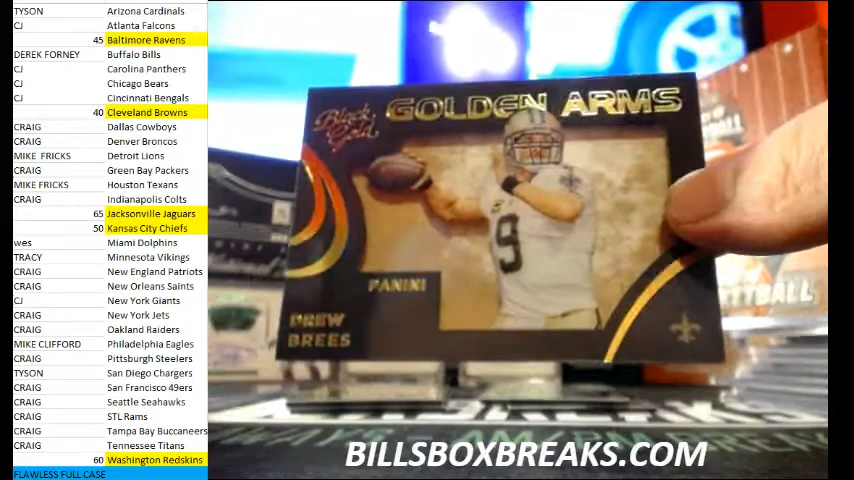 TYSON Arizona Cardinals
CJ Atlanta Falcons
45 Baltimore Ravens
DEREK FORNEY Buffalo Bills
CJ Carolina Panthers
CJ Chicago Bears
CJ Cincinnati Bengals
40 Cleveland Browns
CRAIG Dallas Cowboys
CRAIG Denver Broncos
MIKE FRICKS Detroit Lions
CRAIG Green Bay Packers
MIKE FRICKS Houston Texans
CRAIG Indianapolis Colts
65 Jacksonville Jaguars
50 Kansas City Chiefs
wes Miami Dolphins
TRACY Minnesota Vikings
CRAIG New England Patriots
CRAIG New Orleans Saints
CJ New York Giants
CRAIG New York Jets
CRAIG Oakland Raiders
MIKE CLIFFORD Philadelphia Eagles
CRAIG Pittsburgh Steelers
TYSON San Diego Chargers
CRAIG San Francisco 49ers
CRAIG Seattle Seahawks
CRAIG STL Rams
CRAIG Tampa Bay Buccaneers
CRAIG Tennessee Titans
60 Washington Redskins
FLAWLESS FULL CASE
Black Gold
GOLDEN ARMS
9
PANINI
DREW
BREES
BILLSBOXBREAKS.COM